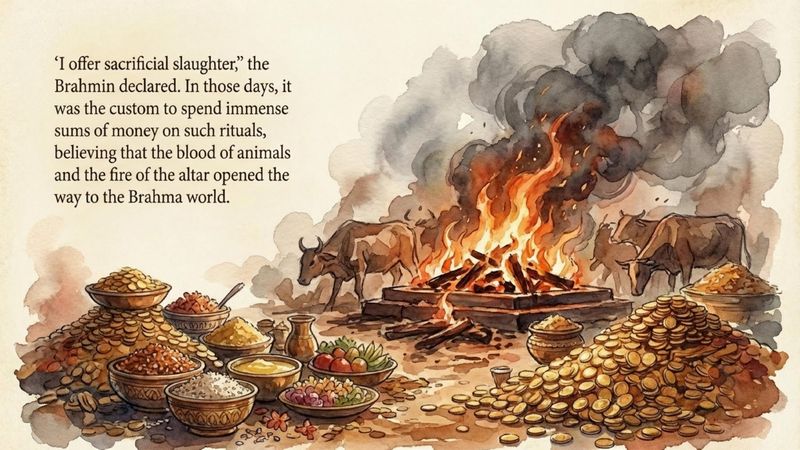 ‘I offer sacrificial slaughter,” the
Brahmin declared. In those days, it
was the custom to spend immense
sums of money on such rituals,
believing that the blood of animals
and the fire of the altar opened the
way to the Brahma world.